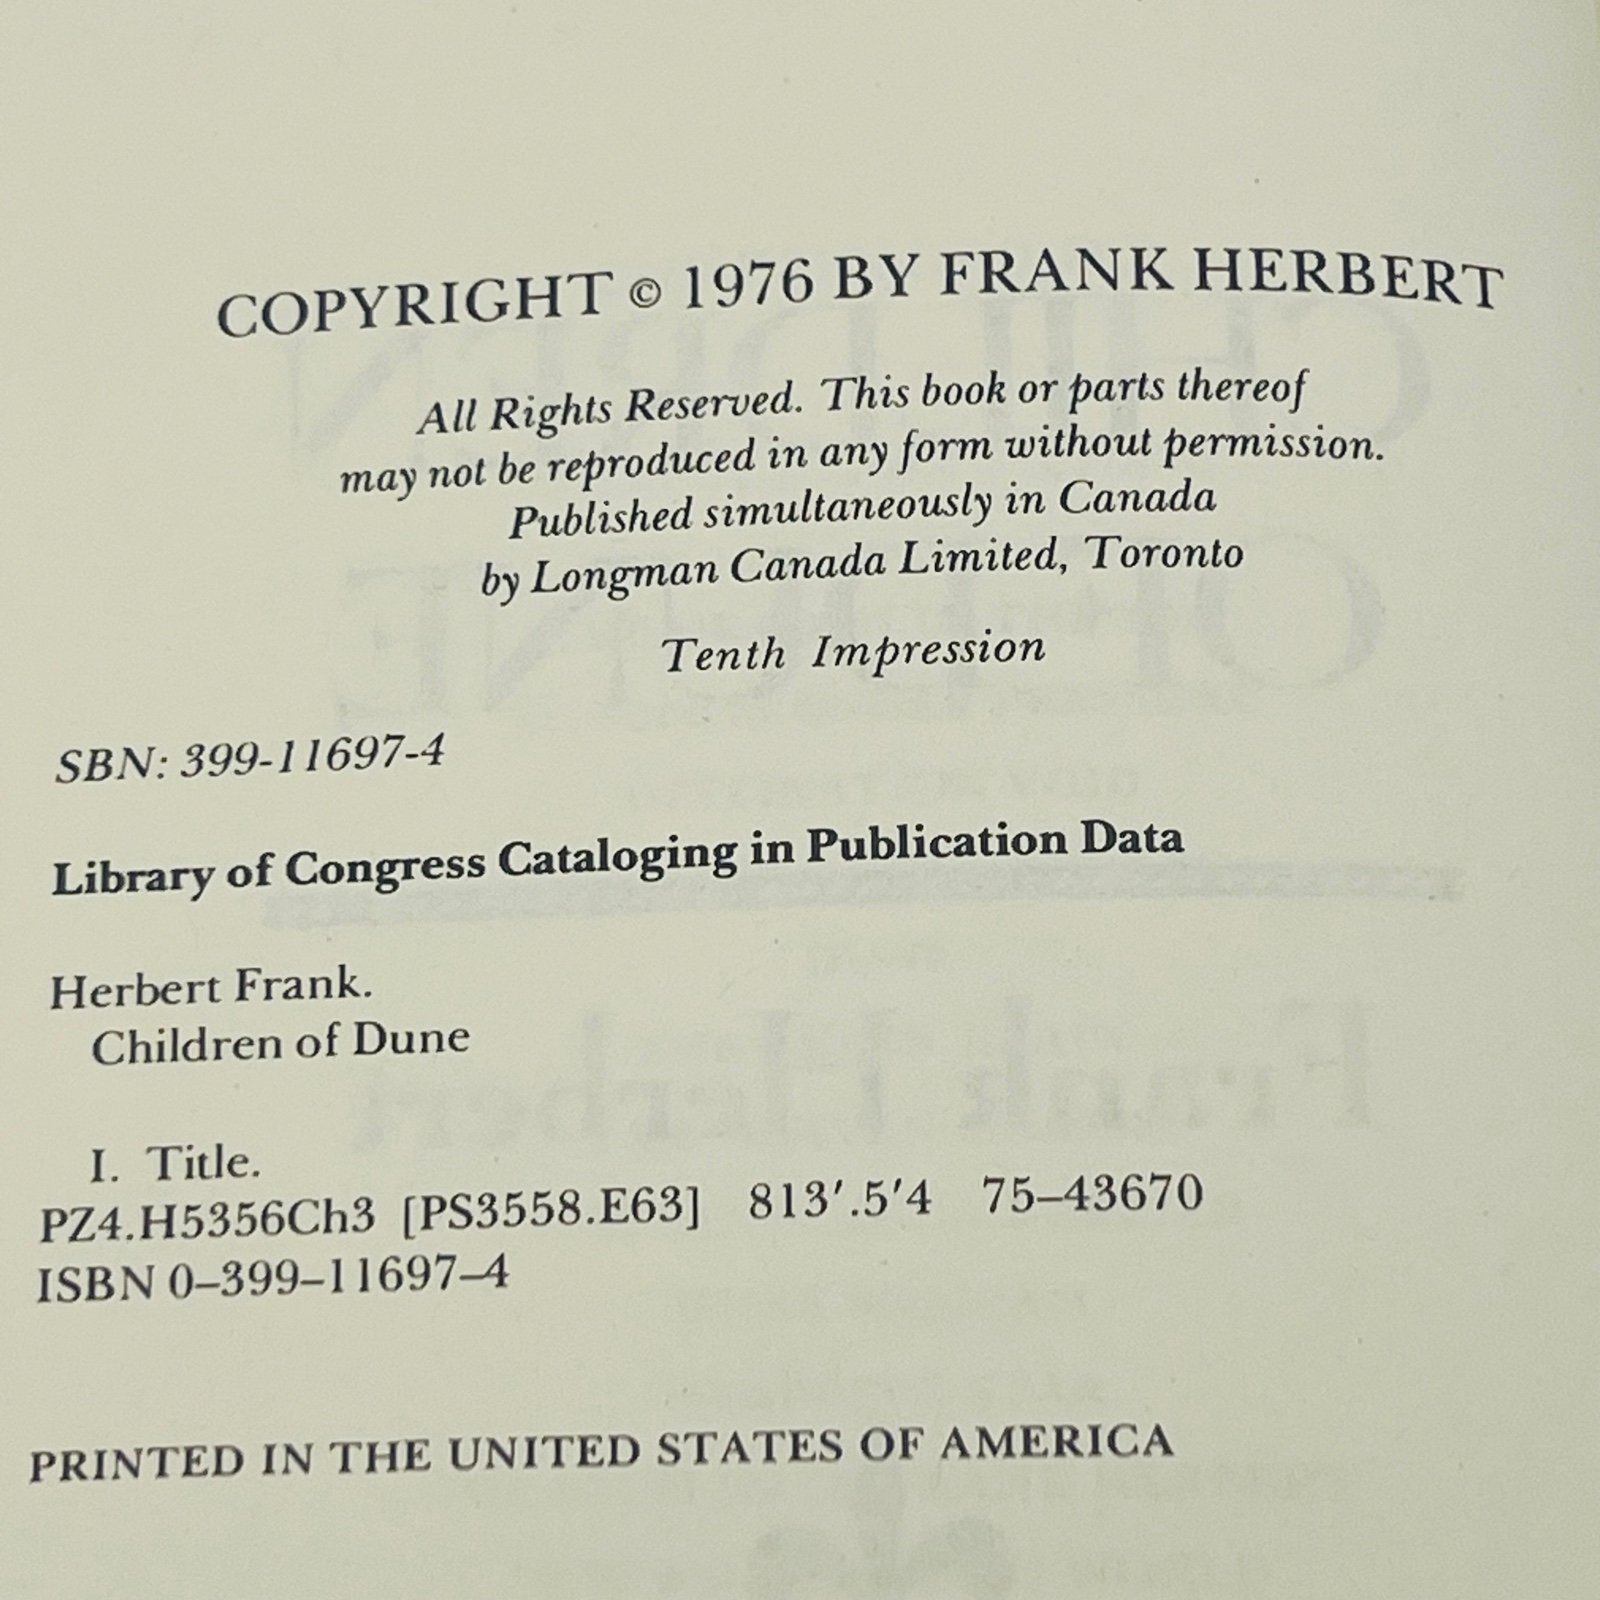 COPYRIGHT © 1976 BY FRANK HERBERT
All Rights Reserved. This book or parts thereof
may not be reproduced in any form without permission.
Published simultaneously in Canada
by Longman Canada Limited, Toronto
Tenth Impression
SBN: 399-11697-4
Library of Congress Cataloging in Publication Data
Herbert Frank.
Children of Dune
I. Title.
PZ4.H5356Ch3 [PS3558.E63] 813′.5′4 75–43670
ISBN 0–399–11697–4
PRINTED IN THE UNITED STATES OF AMERICA